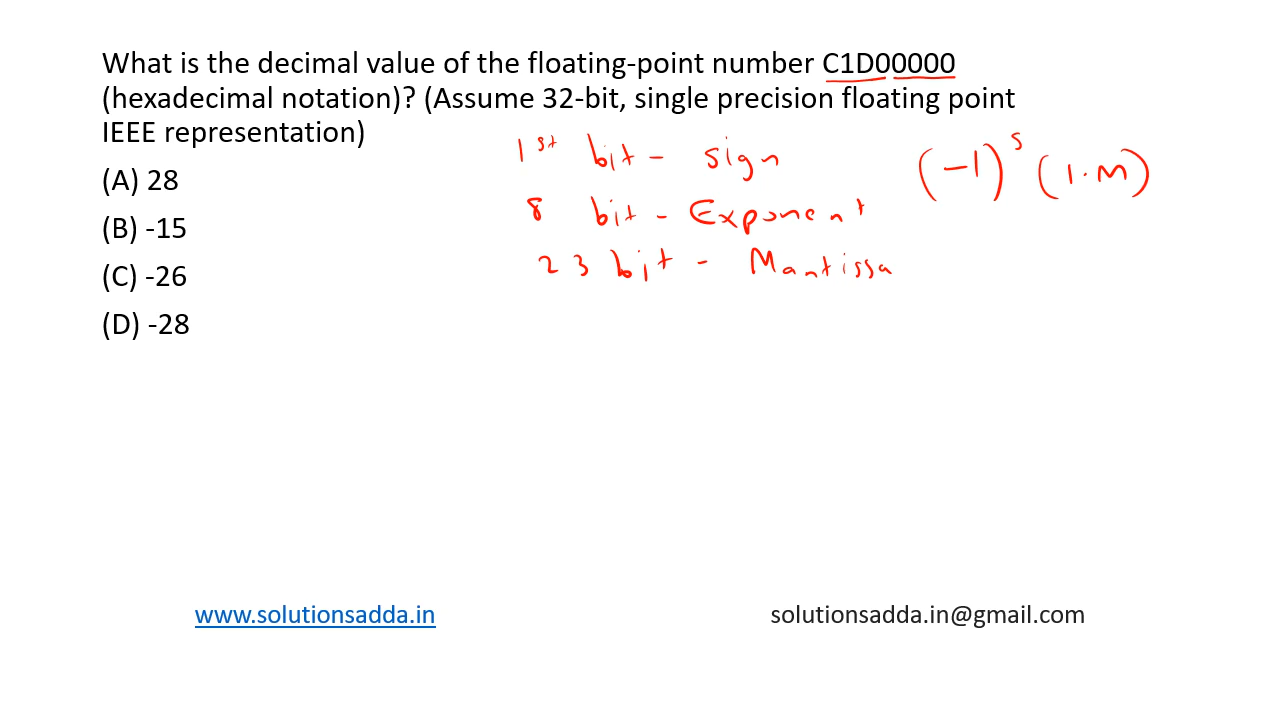 What is the decimal value of the floating-point number C1D00000
(hexadecimal notation)? (Assume 32-bit, single precision floating point
IEEE representation)
(A) 28
(B) -15
(C) -26
(D) -28
1st bit - sign
8 bit - Exponent
23 bit - Mantissa
(-1)^s (1.M)
www.solutionsadda.in
solutionsadda.in@gmail.com